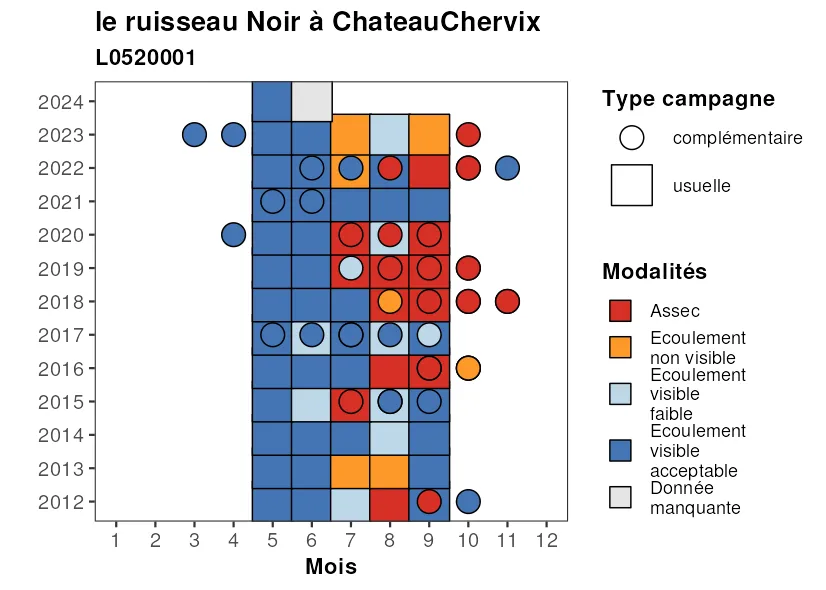 le ruisseau Noir à ChateauChervix
L0520001
2024
2023
2022
2021
2020
2019
2018
2017
2016
2015
2014
2013
2012
1 2 3 4 5 6 7 8 9 10 11 12
Mois
Type campagne
complémentaire
usuelle
Modalités
Assec
Ecoulement
non visible
Ecoulement
visible
faible
Ecoulement
visible
acceptable
Donnée
manquante